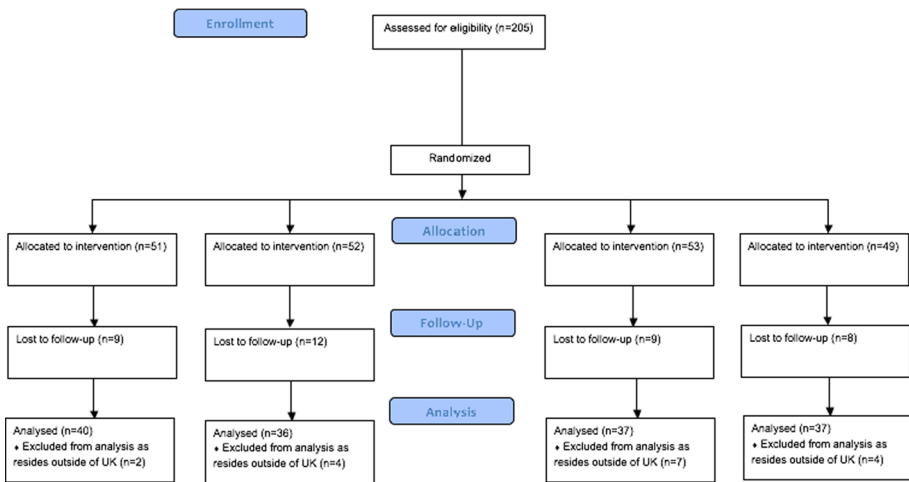 Enrollment
Assessed for eligibility (n=205)
Randomized
Allocation
Allocated to intervention (n=51)
Allocated to intervention (n=52)
Allocated to intervention (n=53)
Allocated to intervention (n=49)
Follow-Up
Lost to follow-up (n=9)
Lost to follow-up (n=12)
Lost to follow-up (n=9)
Lost to follow-up (n=8)
Analysis
Analysed (n=40)
♦ Excluded from analysis as
resides outside of UK (n=2)
Analysed (n=36)
♦ Excluded from analysis as
resides outside of UK (n=4)
Analysed (n=37)
♦ Excluded from analysis as
resides outside of UK (n=7)
Analysed (n=37)
♦ Excluded from analysis as
resides outside of UK (n=4)